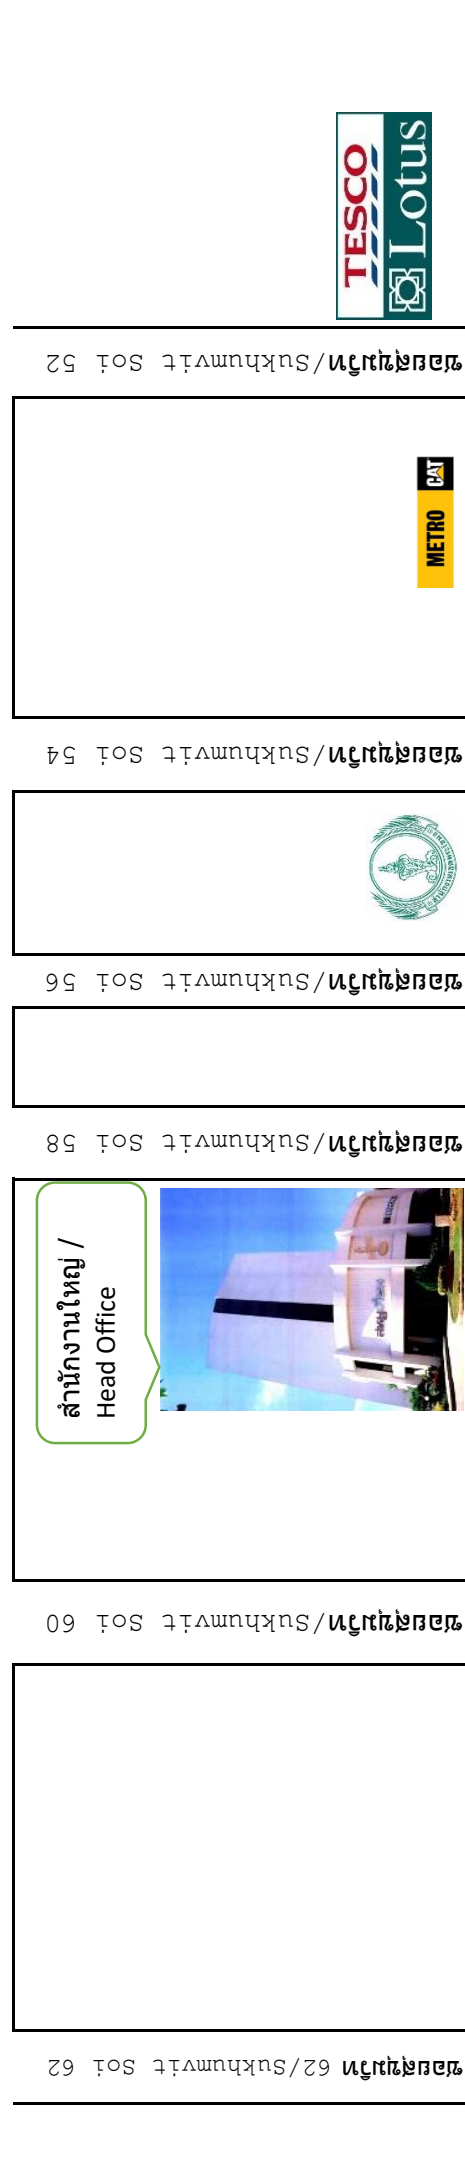 TESCO
Lotus
ซอยสุขุมวิท/Sukhumvit Soi 52
METRO CAT
ซอยสุขุมวิท/Sukhumvit Soi 54
ซอยสุขุมวิท/Sukhumvit Soi 56
ซอยสุขุมวิท/Sukhumvit Soi 58
สำนักงานใหญ่ /
Head Office
ซอยสุขุมวิท/Sukhumvit Soi 60
ซอยสุขุมวิท 62/Sukhumvit Soi 62